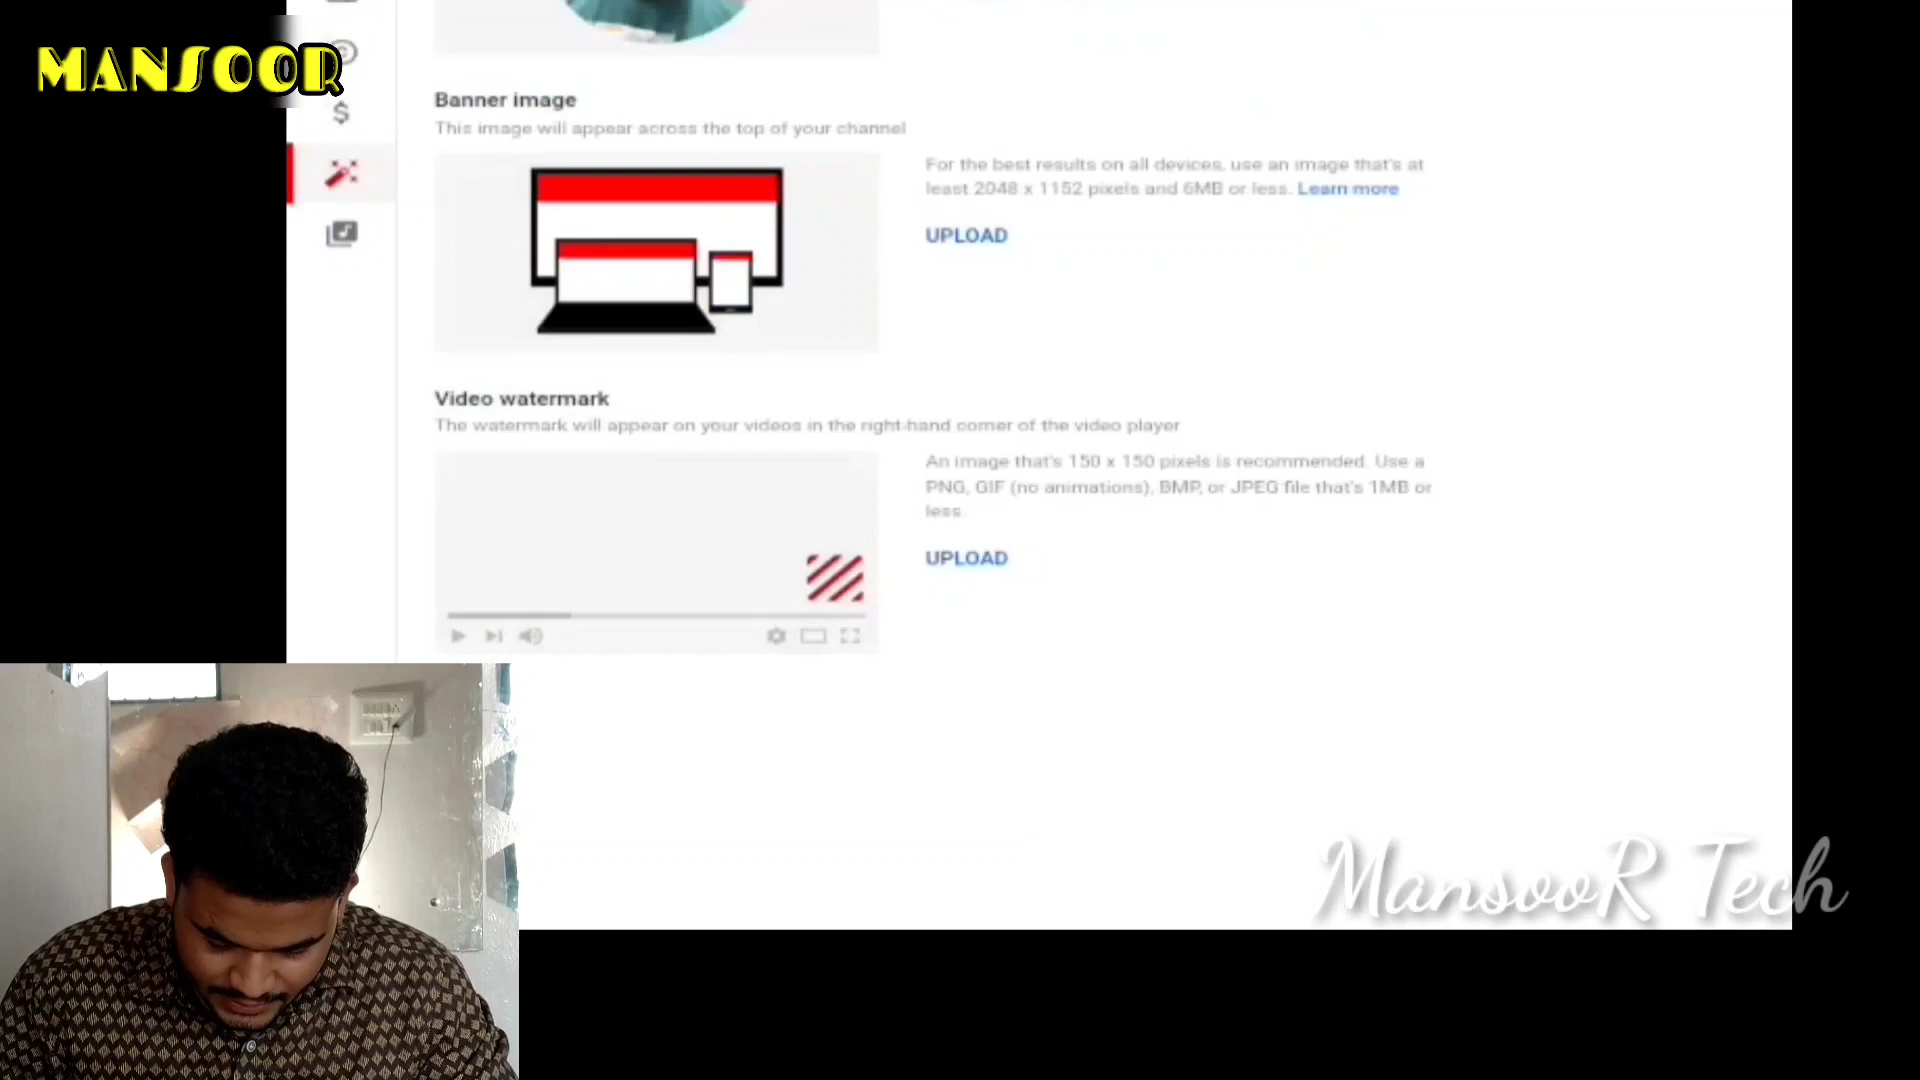 MANSOOR
Banner image
This image will appear across the top of your channel
For the best results on all devices, use an image that's at
least 2048 x 1152 pixels and 6MB or less. Learn more
UPLOAD
Video watermark
The watermark will appear on your videos in the right-hand corner of the video player
An image that's 150 x 150 pixels is recommended. Use a
PNG, GIF (no animations), BMP, or JPEG file that's 1MB or
less.
UPLOAD
MansooR Tech